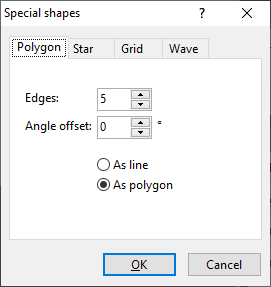 Special shapes ?
Polygon Star Grid Wave
Edges: 5
Angle offset: 0 °
As line
As polygon
OK Cancel